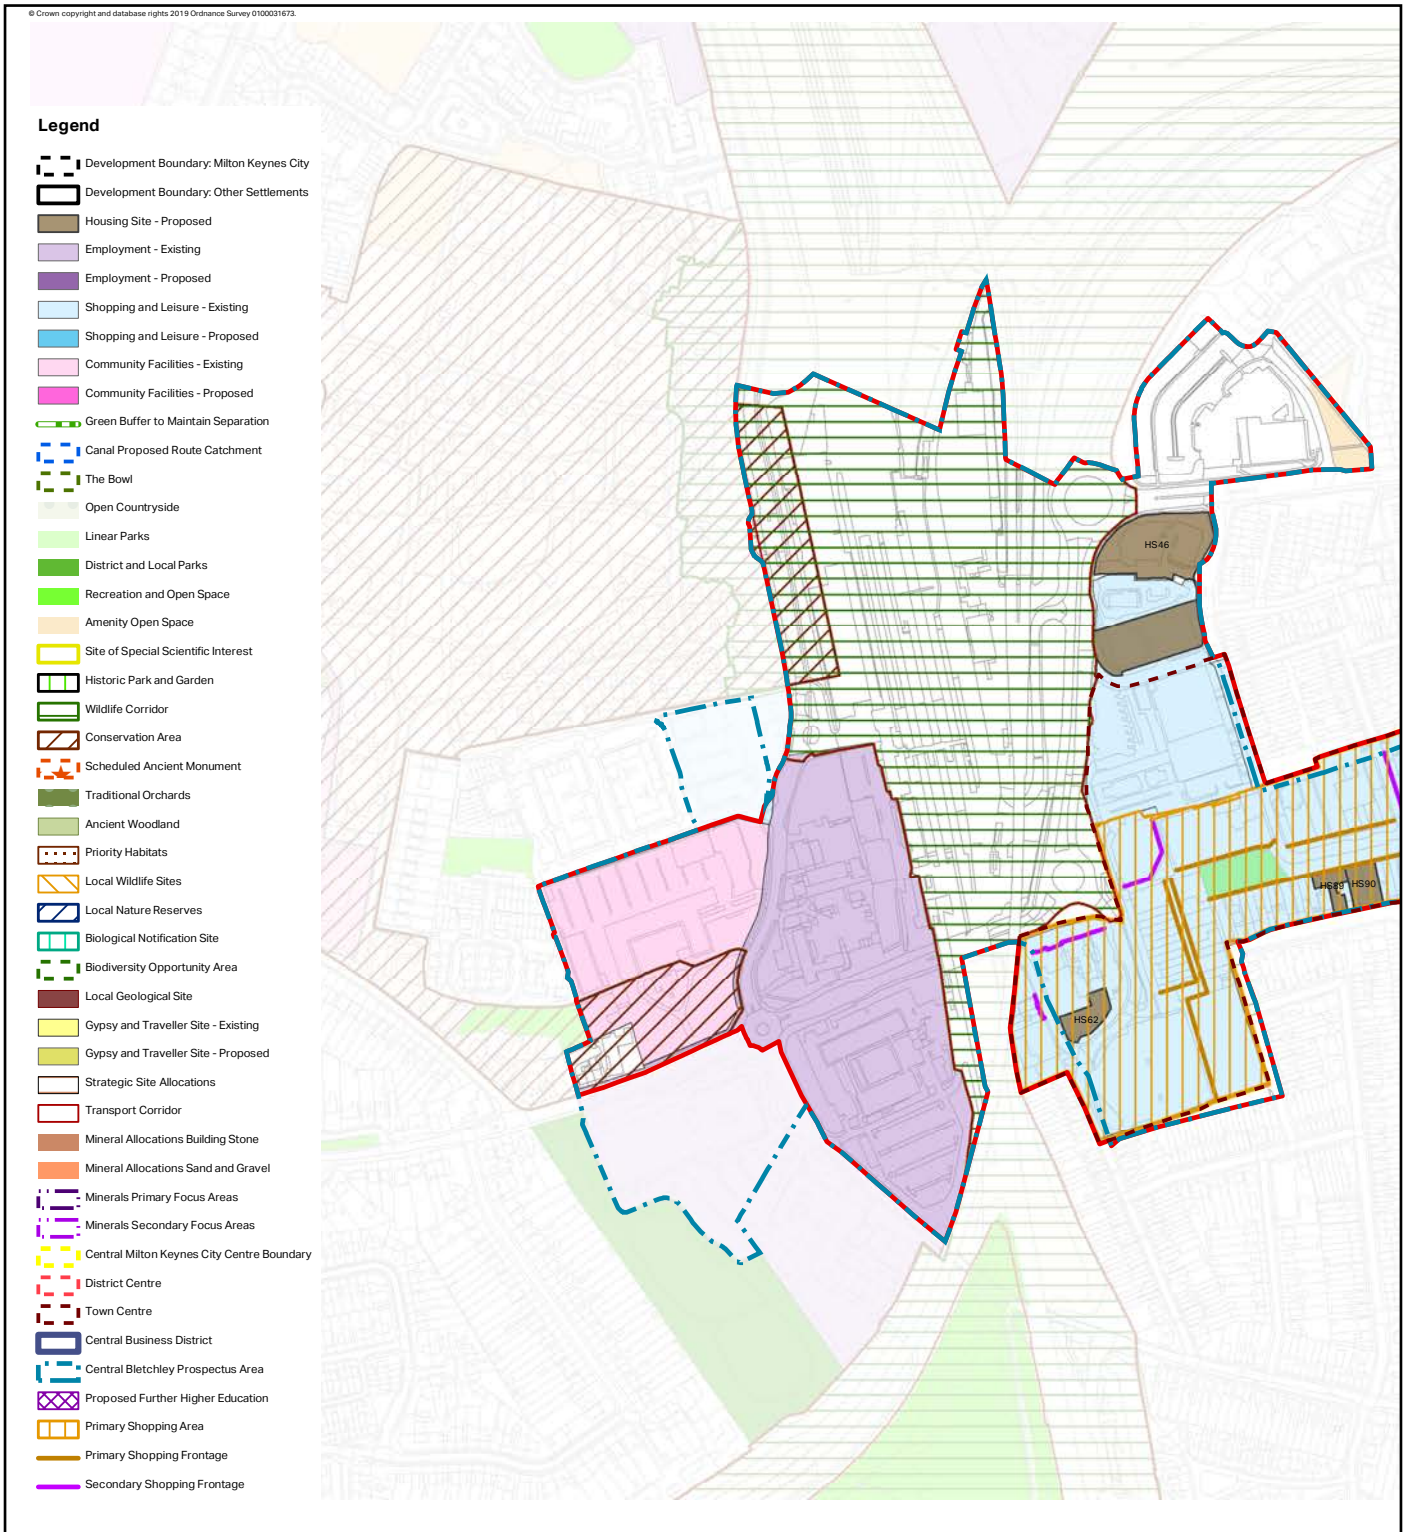 © Crown copyright and database rights 2019 Ordnance Survey 0100031673.
Legend
Development Boundary: Milton Keynes City
Development Boundary: Other Settlements
Housing Site - Proposed
Employment - Existing
Employment - Proposed
Shopping and Leisure - Existing
Shopping and Leisure - Proposed
Community Facilities - Existing
Community Facilities - Proposed
Green Buffer to Maintain Separation
Canal Proposed Route Catchment
The Bowl
Open Countryside
Linear Parks
District and Local Parks
Recreation and Open Space
Amenity Open Space
Site of Special Scientific Interest
Historic Park and Garden
Wildlife Corridor
Conservation Area
Scheduled Ancient Monument
Traditional Orchards
Ancient Woodland
Priority Habitats
Local Wildlife Sites
Local Nature Reserves
Biological Notification Site
Biodiversity Opportunity Area
Local Geological Site
Gypsy and Traveller Site - Existing
Gypsy and Traveller Site - Proposed
Strategic Site Allocations
Transport Corridor
Mineral Allocations Building Stone
Mineral Allocations Sand and Gravel
Minerals Primary Focus Areas
Minerals Secondary Focus Areas
Central Milton Keynes City Centre Boundary
District Centre
Town Centre
Central Business District
Central Bletchley Prospectus Area
Proposed Further Higher Education
Primary Shopping Area
Primary Shopping Frontage
Secondary Shopping Frontage
HS46
HS89 HS90
HS62